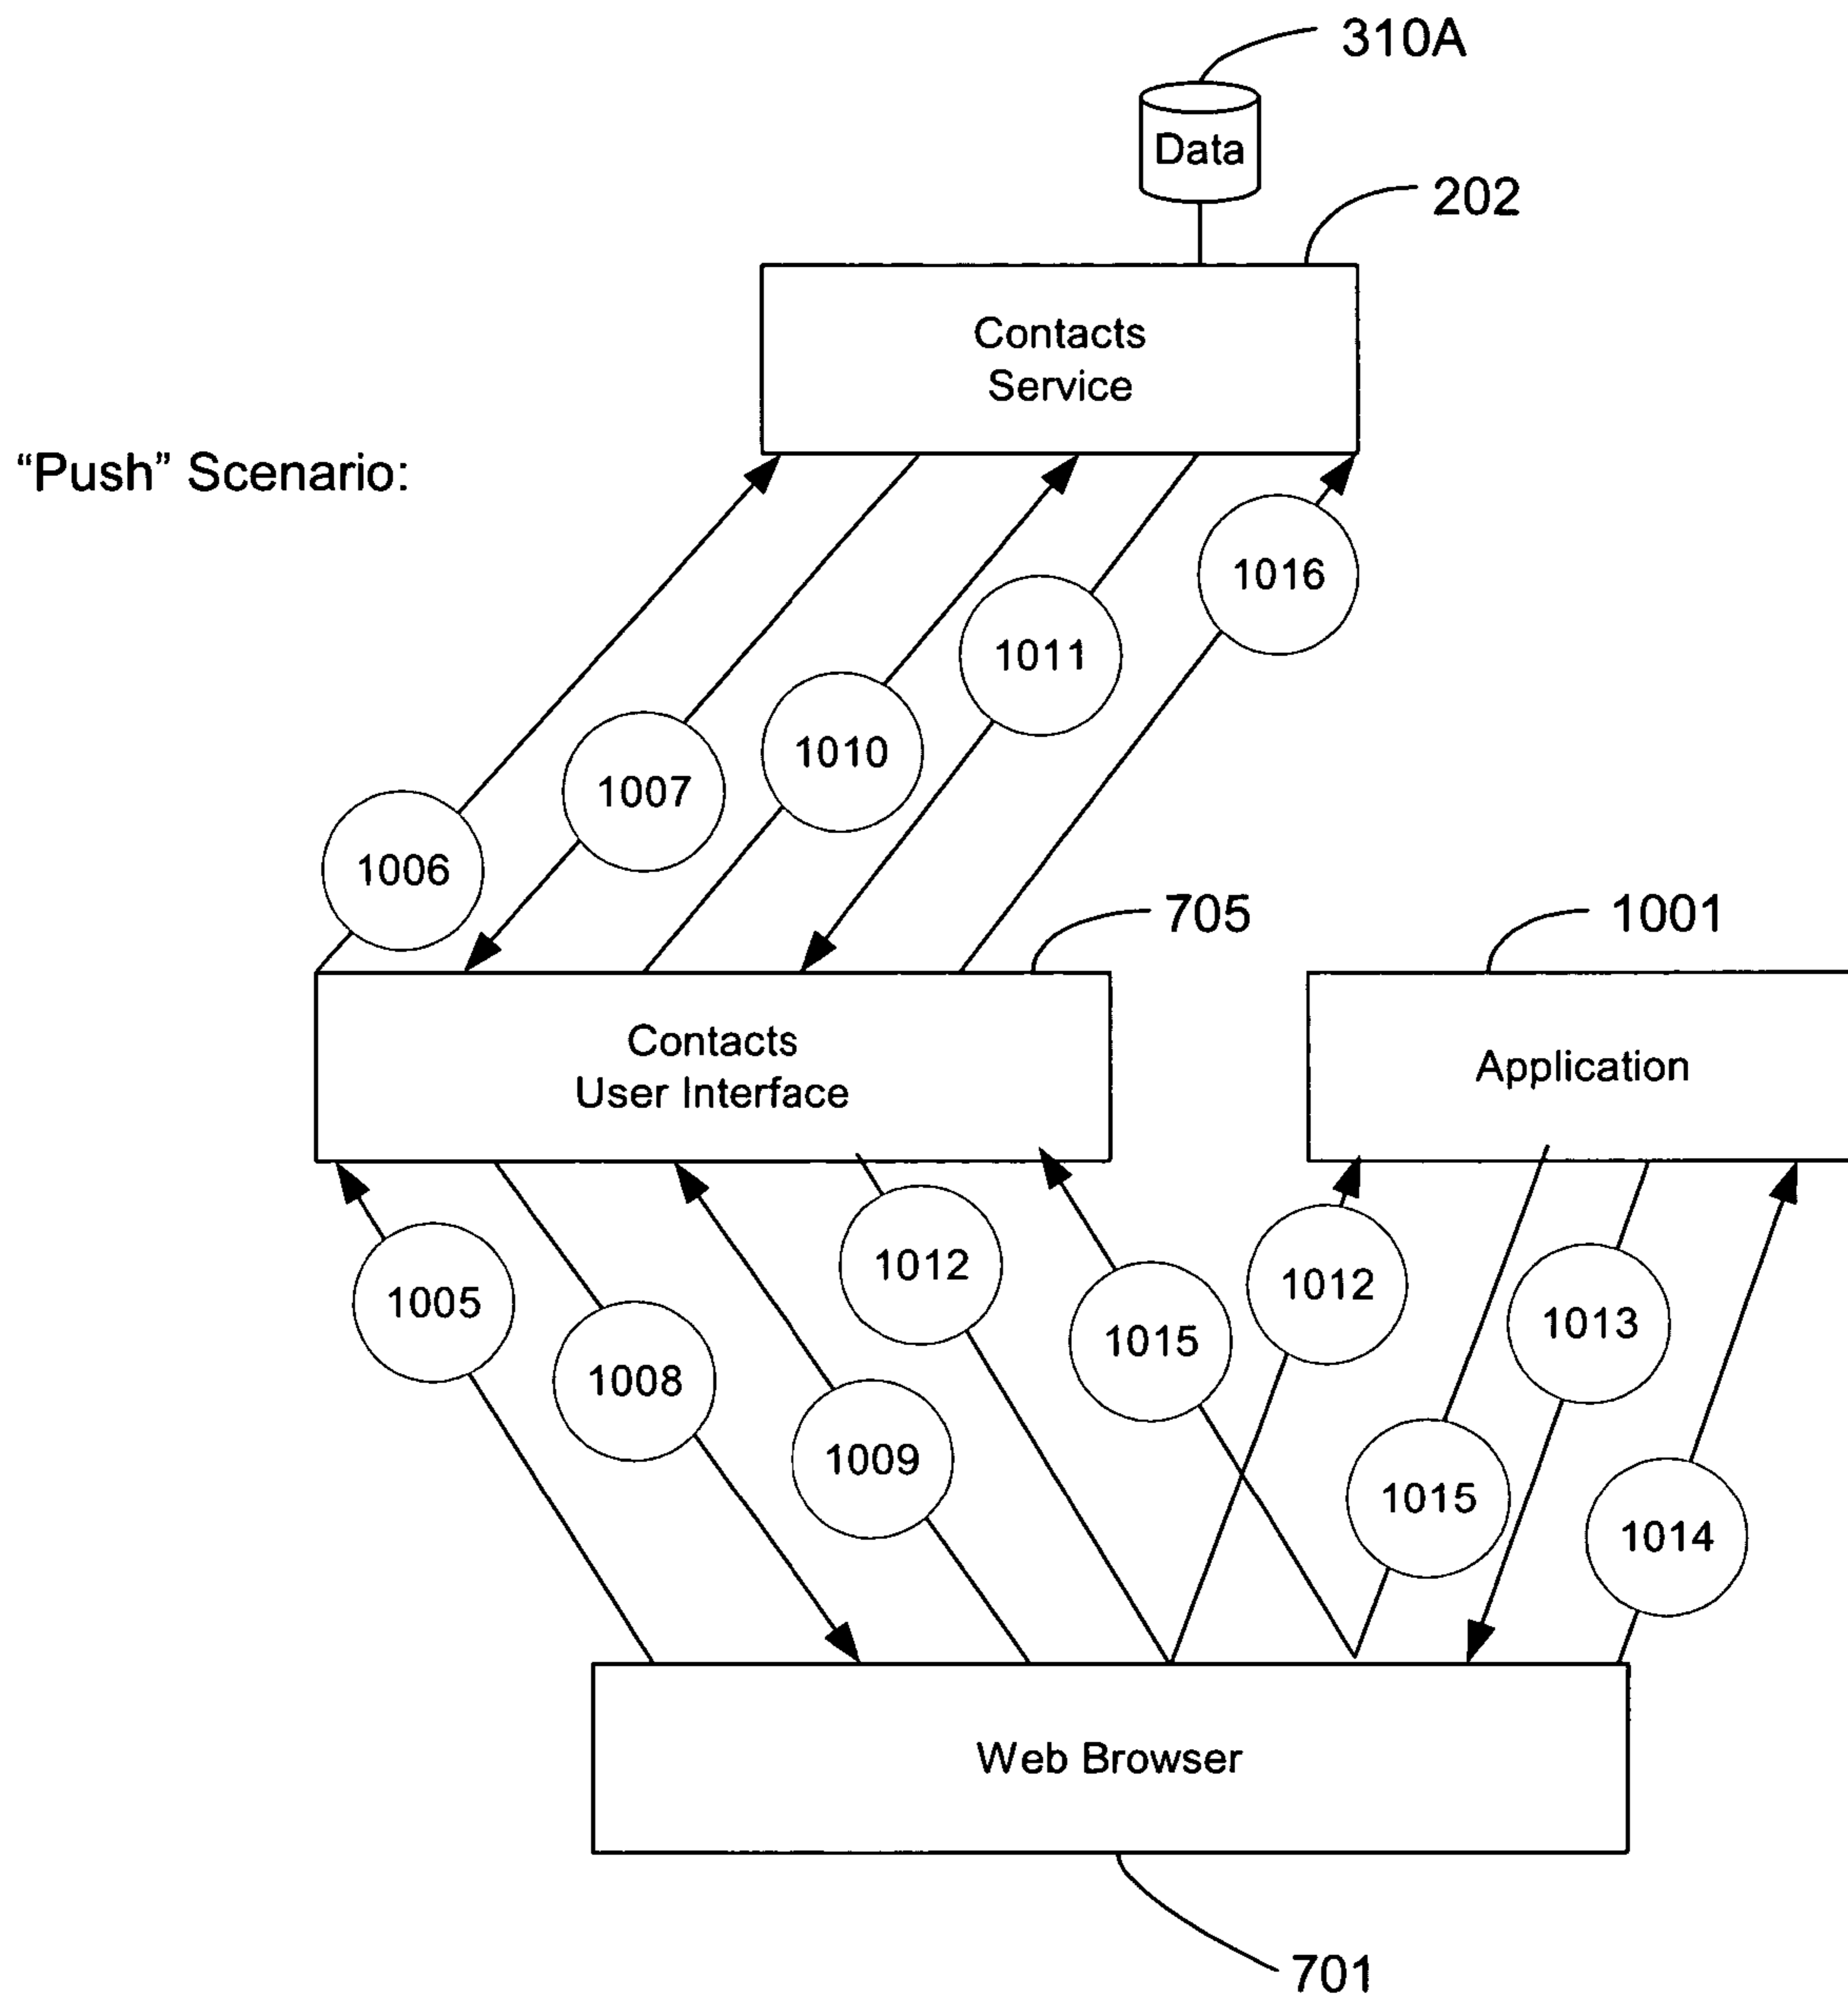 310A
Data
202
Contacts
Service
“Push” Scenario:
1016
1011
1010
1007
1006
705
1001
Contacts
User Interface
Application
1012
1012
1005
1015
1013
1008
1009
1015
1014
Web Browser
701